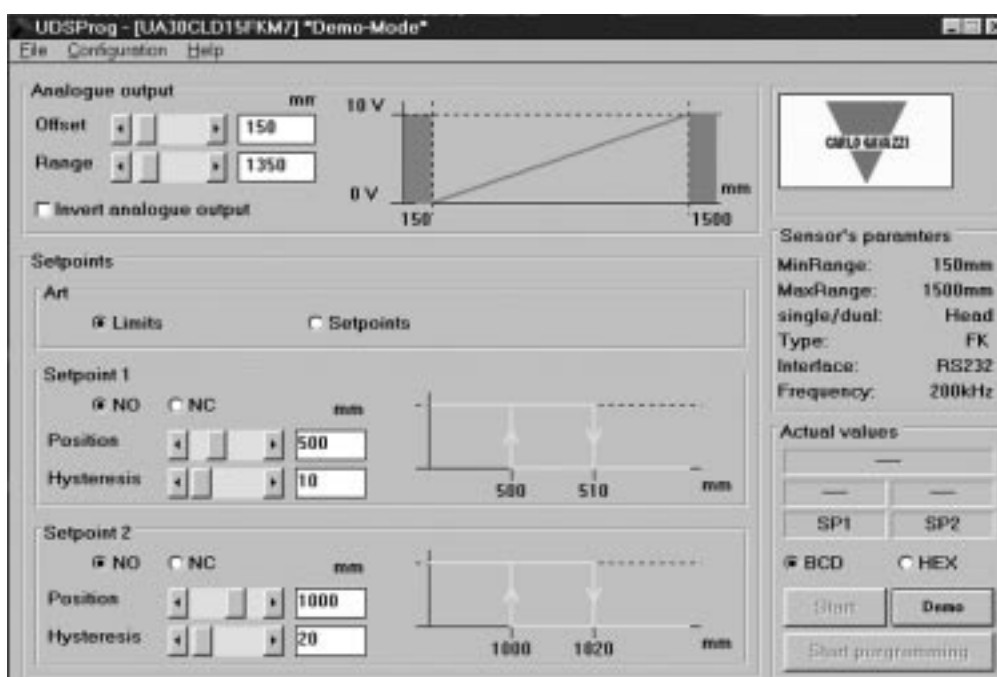 UDSProg - [UA30CLD15FKM7] *Demo-Mode*
File Configuration Help
Analogue output
mm
Offset 150
Range 1350
Invert analogue output
10 V
0 V
mm
150 1500
CARLO GAVAZZI
Sensor's paramters
MinRange: 150mm
MaxRange: 1500mm
single/dual: Head
Type: FK
Interface: RS232
Frequency: 200kHz
Setpoints
Art
Limits Setpoints
Setpoint 1
NO NC mm
Position 500
Hysteresis 10
500 510 mm
Setpoint 2
NO NC mm
Position 1000
Hysteresis 20
1000 1020 mm
Actual values
SP1 SP2
BCD HEX
Start Demo
Start purgramming